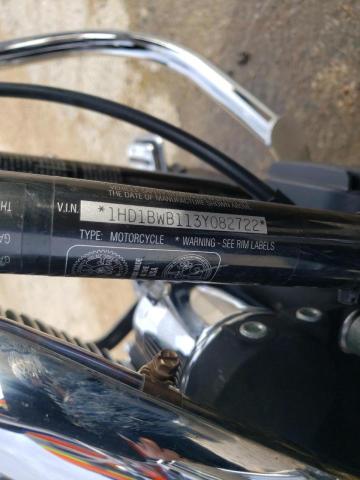 THE DATE OF MANUFACTURE SHOWN ABOVE
V.I.N. *1HD1BWB113Y082722*
TYPE: MOTORCYCLE * WARNING - SEE RIM LABELS